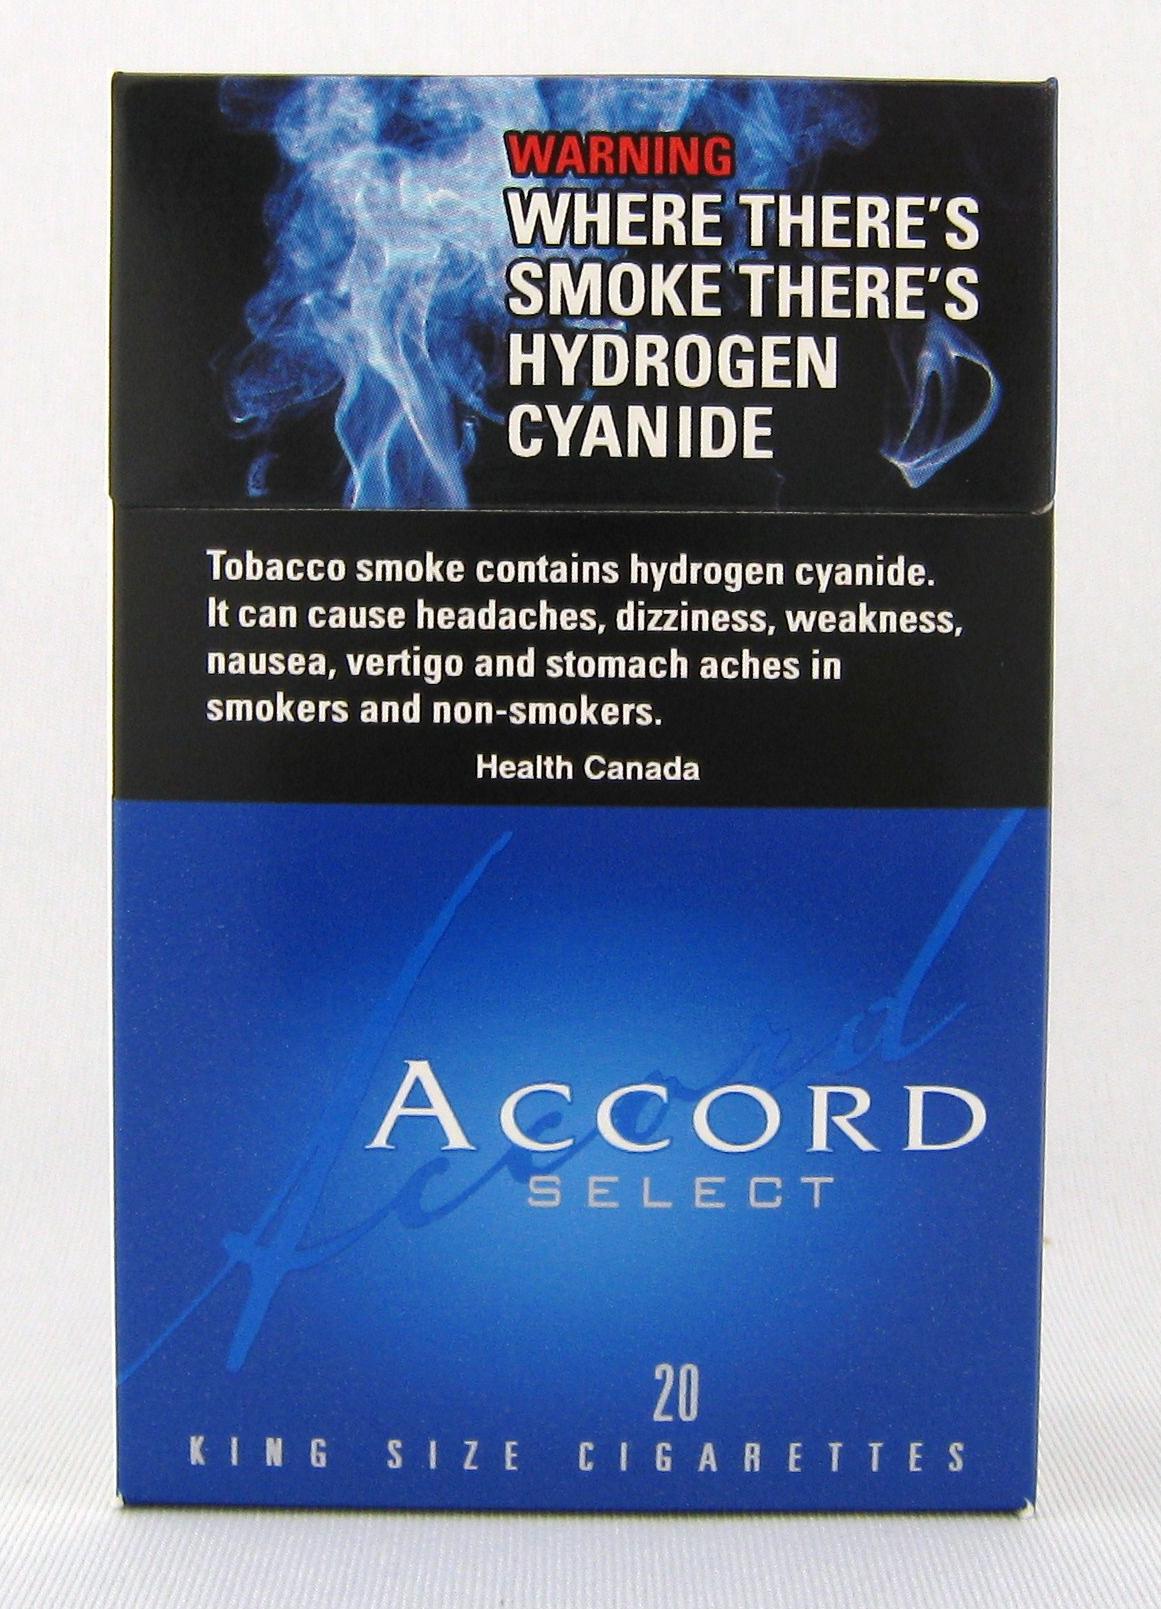 WARNING
WHERE THERE'S
SMOKE THERE'S
HYDROGEN
CYANIDE
Tobacco smoke contains hydrogen cyanide.
It can cause headaches, dizziness, weakness,
nausea, vertigo and stomach aches in
smokers and non-smokers.
Health Canada
Accord
ACCORD
SELECT
20
KING SIZE CIGARETTES